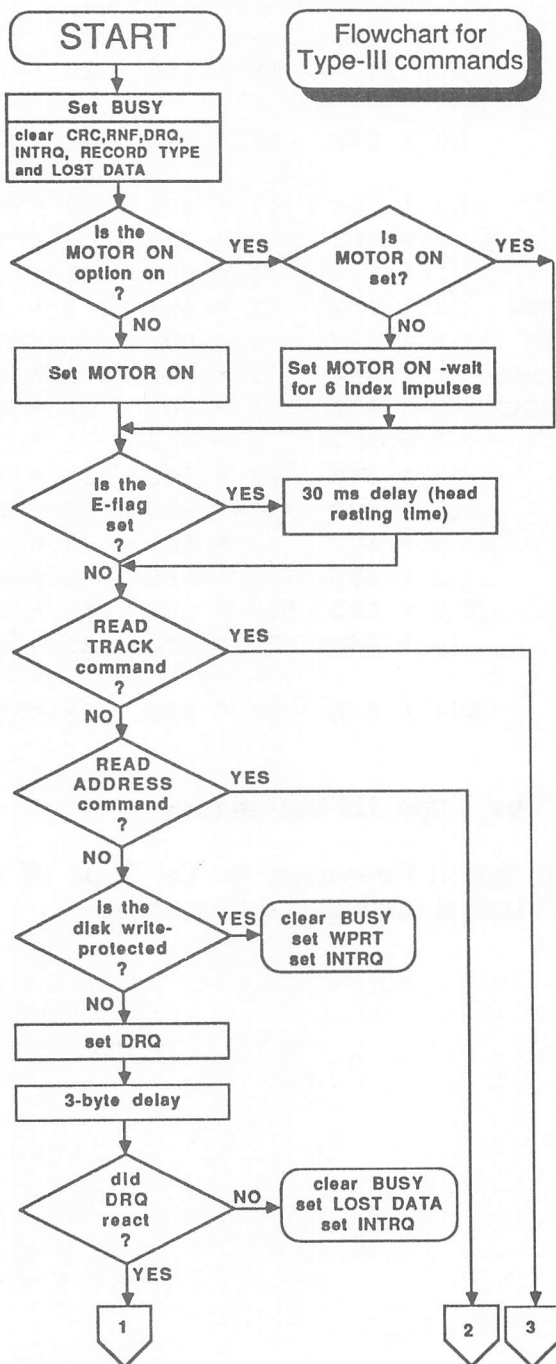 START
Flowchart for
Type-III commands
Set BUSY
clear CRC,RNF,DRQ,
INTRQ, RECORD TYPE
and LOST DATA
Is the
MOTOR ON
option on
?
YES
NO
Is
MOTOR ON
set?
YES
NO
Set MOTOR ON
Set MOTOR ON -wait
for 6 Index Impulses
Is the
E-flag
set
?
YES
NO
30 ms delay (head
resting time)
READ
TRACK
command
?
YES
NO
READ
ADDRESS
command
?
YES
NO
Is the
disk write-
protected
?
YES
NO
clear BUSY
set WPRT
set INTRQ
set DRQ
3-byte delay
did
DRQ
react
?
NO
YES
clear BUSY
set LOST DATA
set INTRQ
1
2
3